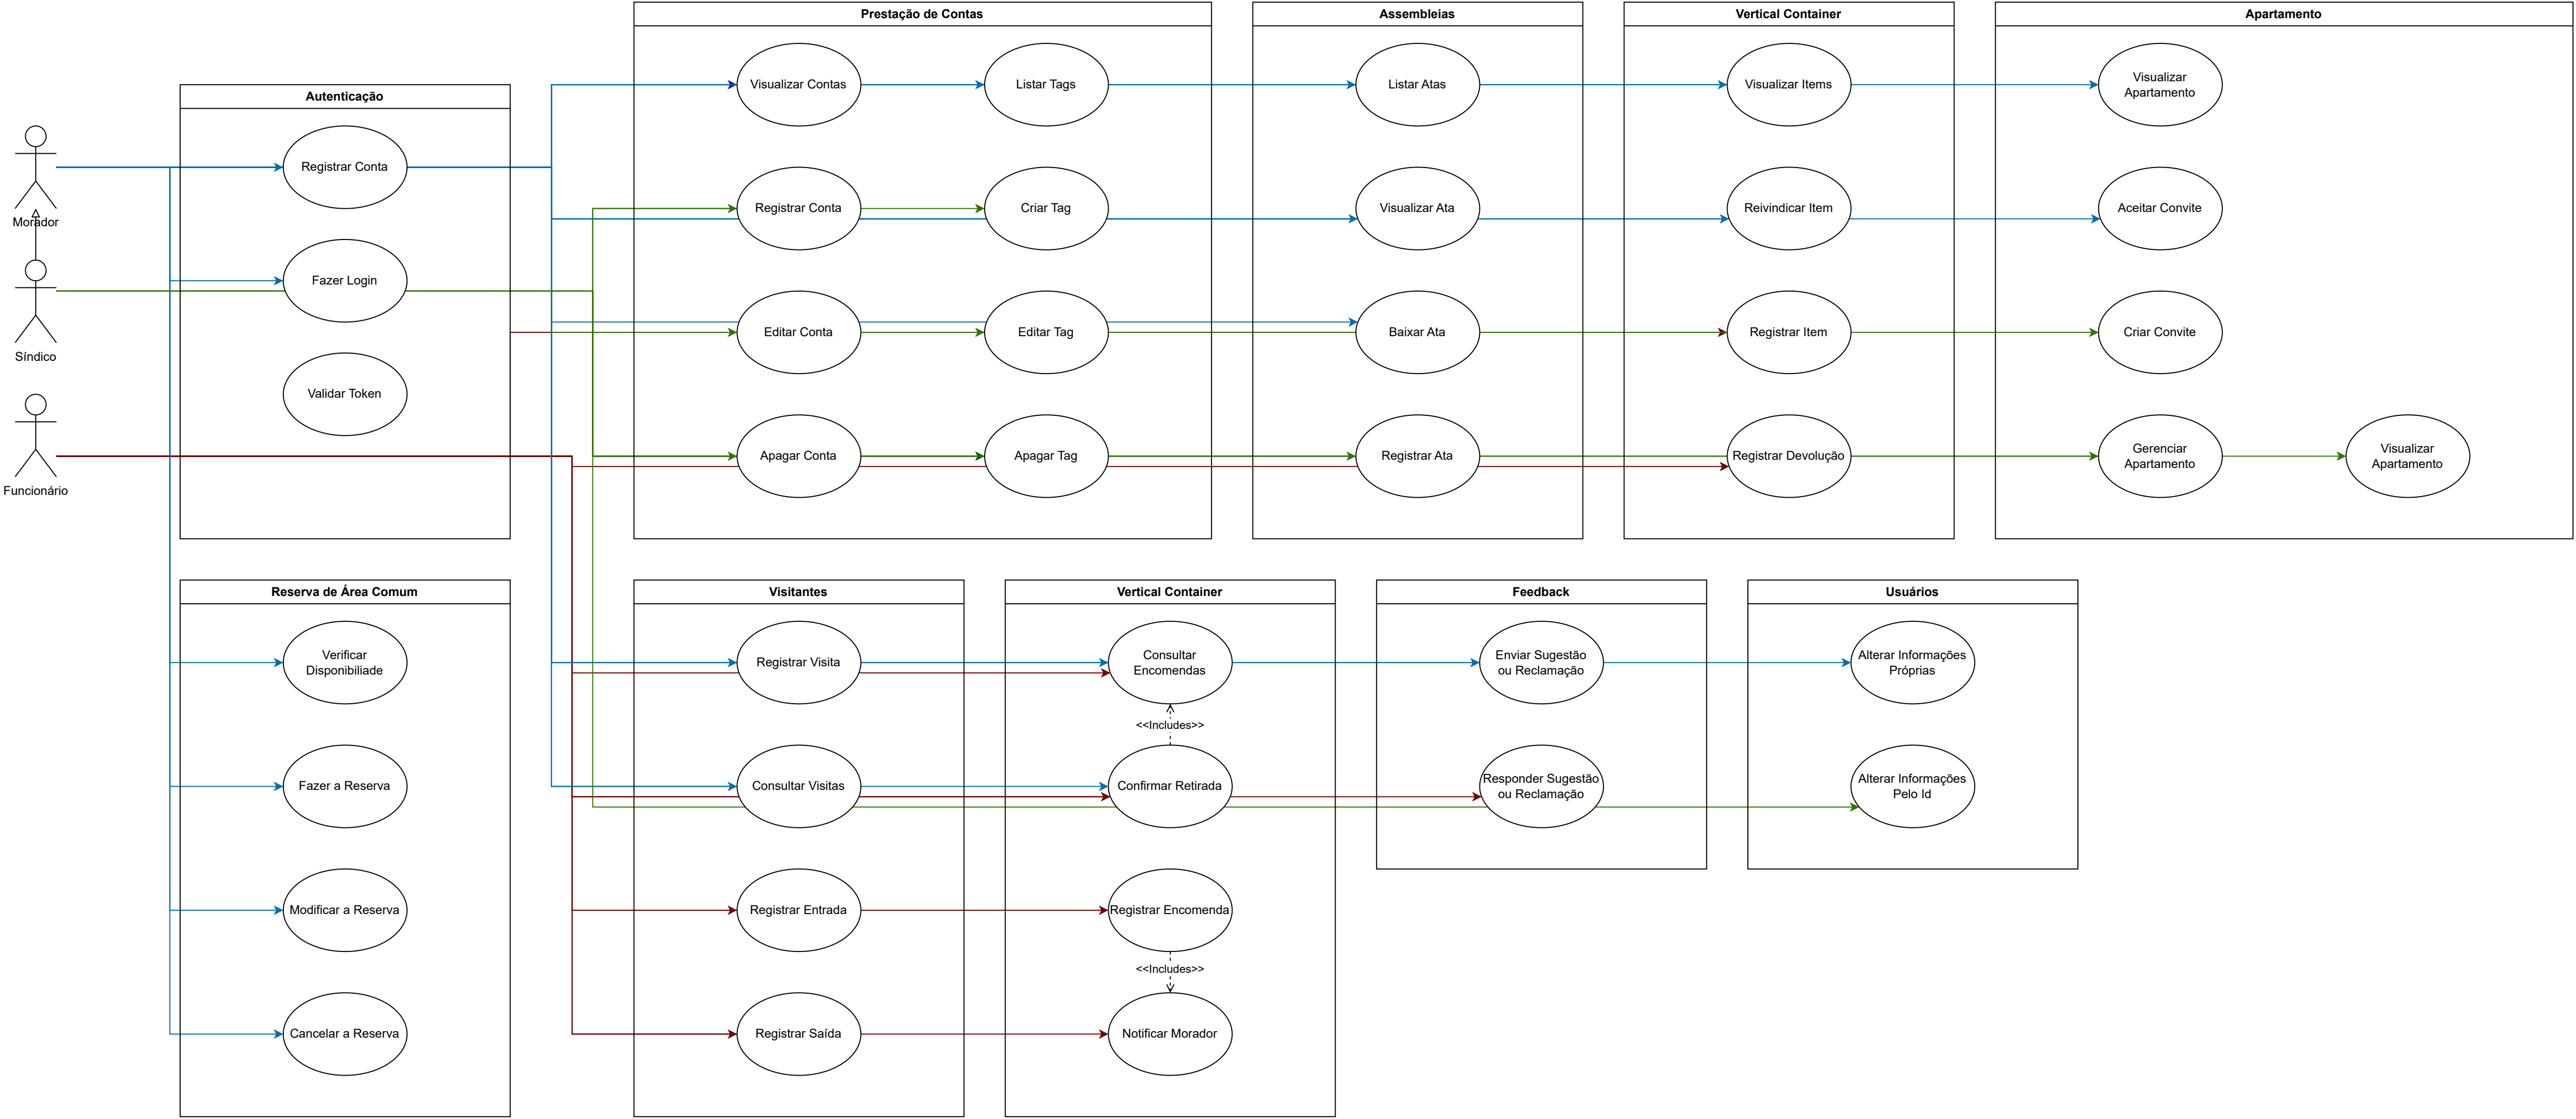 Prestação de Contas
Assembleias
Vertical Container
Apartamento
Visualizar Contas
Listar Tags
Listar Atas
Visualizar Items
Visualizar
Apartamento
Autenticação
Morador
Registrar Conta
Registrar Conta
Criar Tag
Visualizar Ata
Reivindicar Item
Aceitar Convite
Síndico
Fazer Login
Editar Conta
Editar Tag
Baixar Ata
Registrar Item
Criar Convite
Funcionário
Validar Token
Apagar Conta
Apagar Tag
Registrar Ata
Registrar Devolução
Gerenciar
Apartamento
Visualizar
Apartamento
Reserva de Área Comum
Visitantes
Vertical Container
Feedback
Usuários
Verificar
Disponibiliade
Registrar Visita
Consultar
Encomendas
Enviar Sugestão
ou Reclamação
Alterar Informações
Próprias
<<Includes>>
Fazer a Reserva
Consultar Visitas
Confirmar Retirada
Responder Sugestão
ou Reclamação
Alterar Informações
Pelo Id
Modificar a Reserva
Registrar Entrada
Registrar Encomenda
<<Includes>>
Cancelar a Reserva
Registrar Saída
Notificar Morador